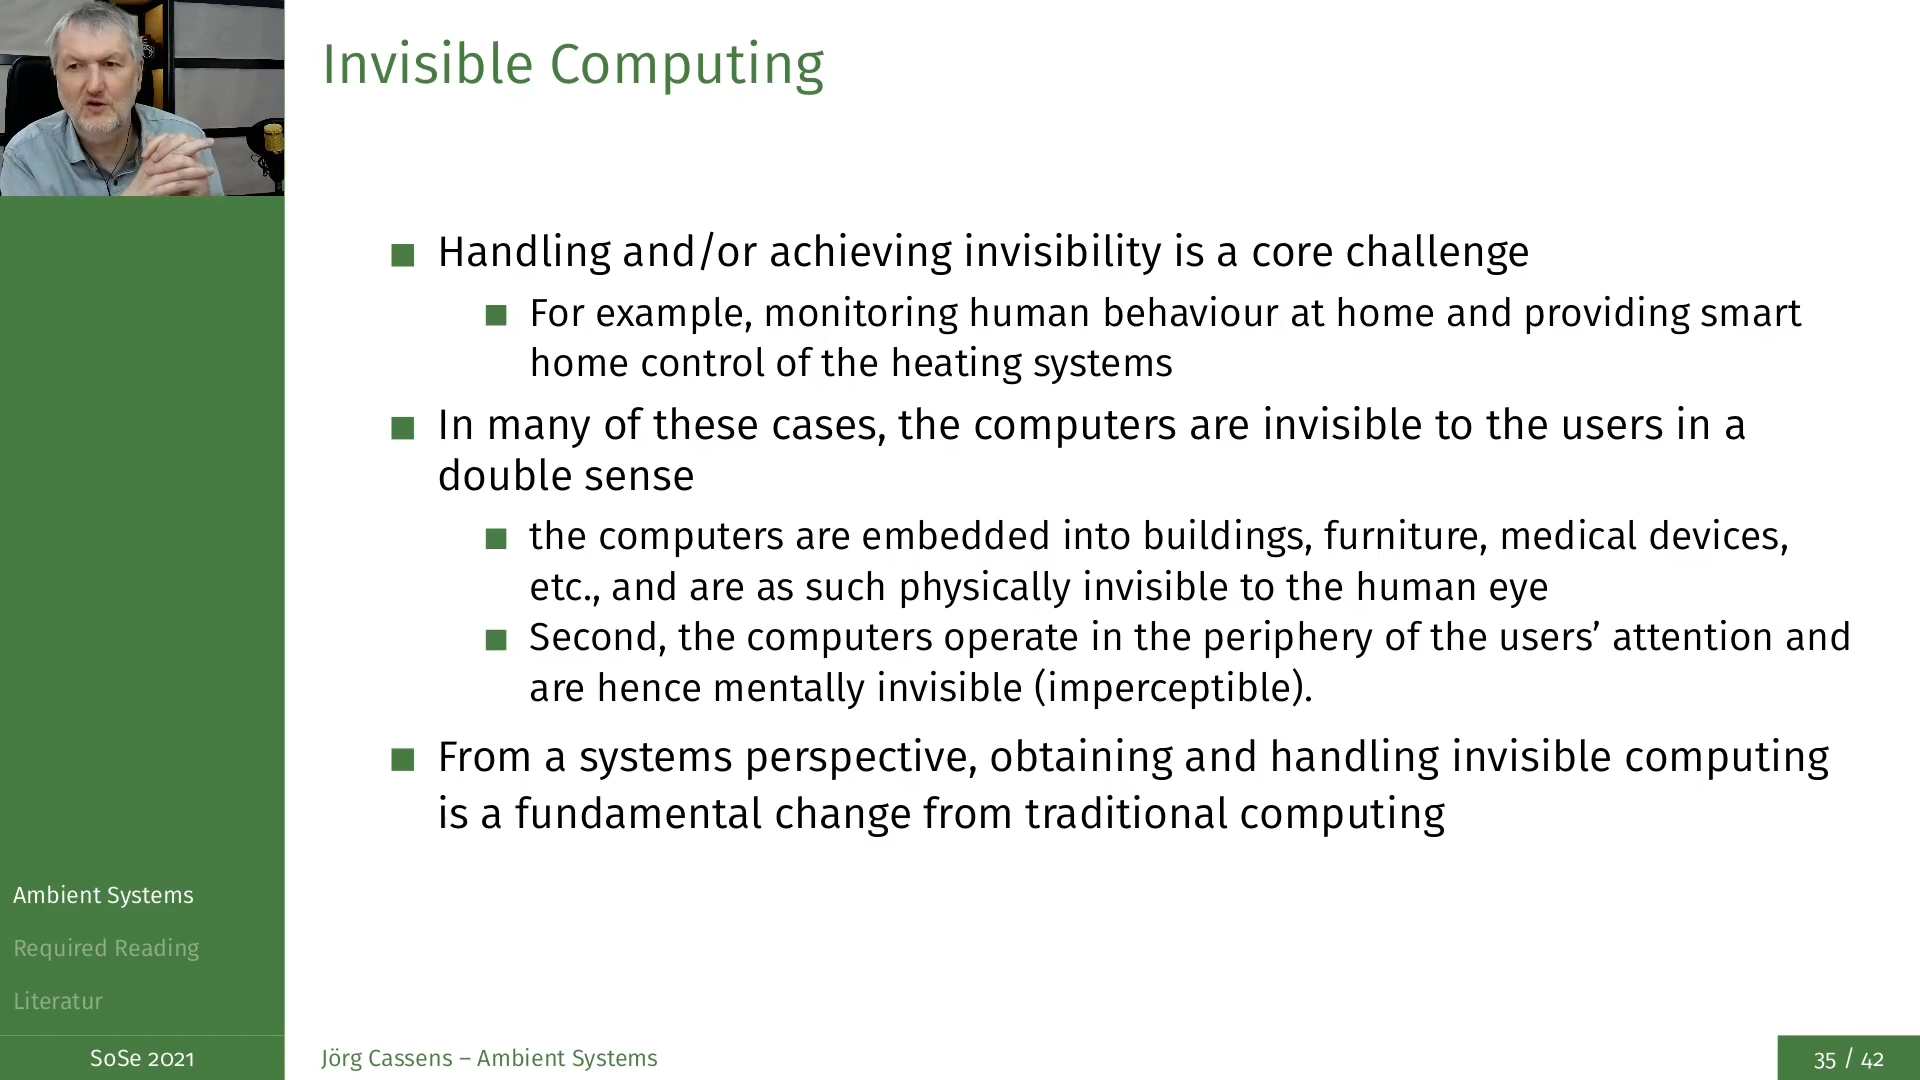 Invisible Computing
Handling and/or achieving invisibility is a core challenge
For example, monitoring human behaviour at home and providing smart
home control of the heating systems
In many of these cases, the computers are invisible to the users in a
double sense
the computers are embedded into buildings, furniture, medical devices,
etc., and are as such physically invisible to the human eye
Second, the computers operate in the periphery of the users’ attention and
are hence mentally invisible (imperceptible).
From a systems perspective, obtaining and handling invisible computing
is a fundamental change from traditional computing
Ambient Systems
Required Reading
Literatur
SoSe 2021
Jörg Cassens – Ambient Systems
35 / 42